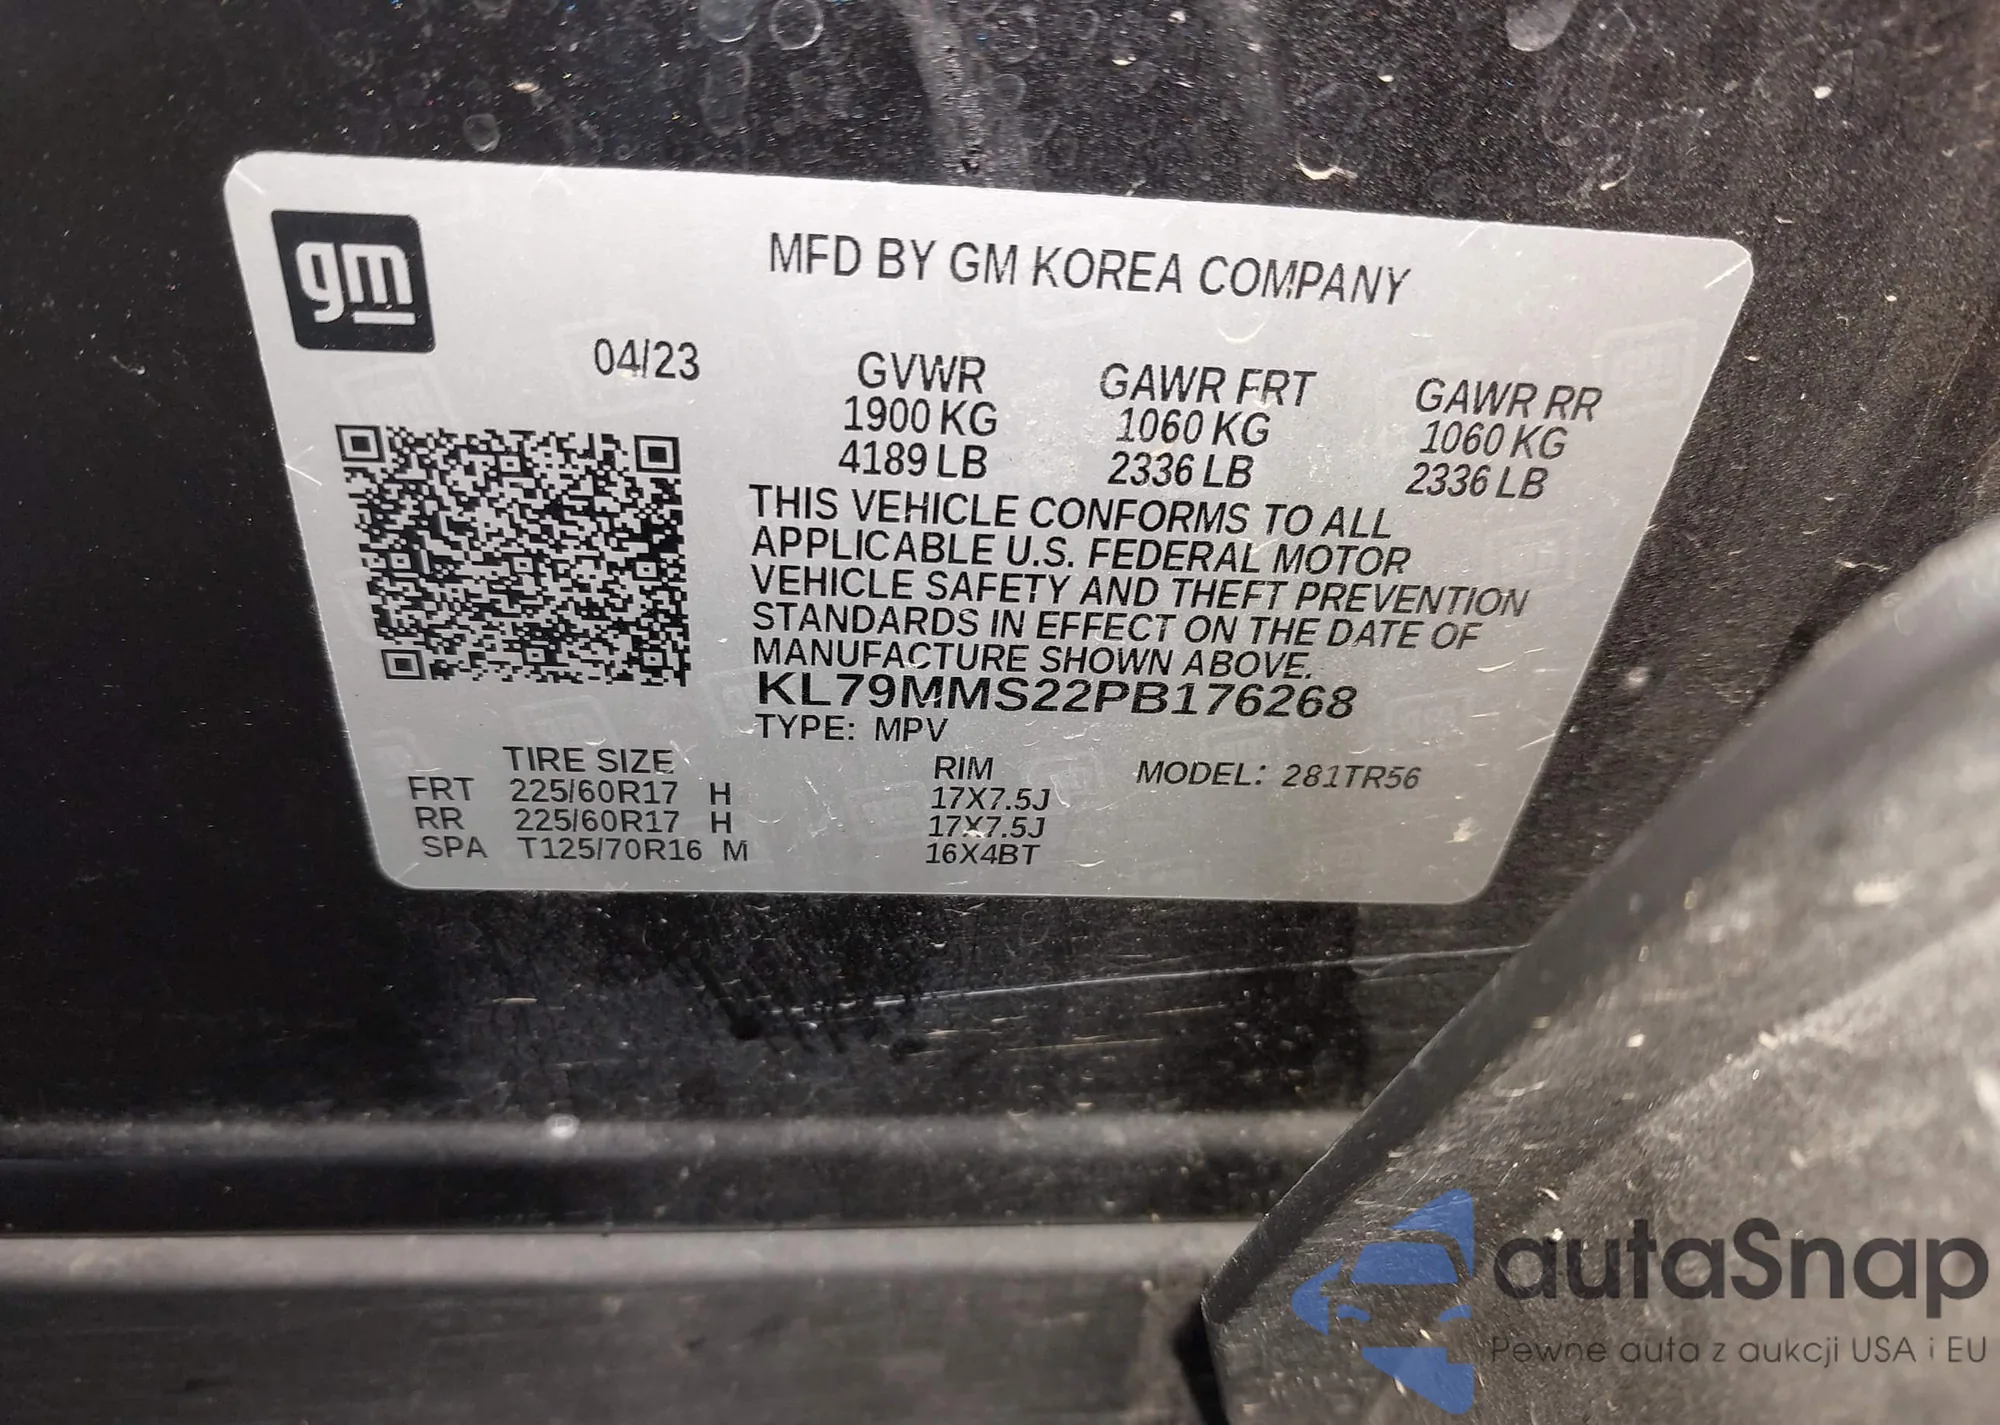 gm
MFD BY GM KOREA COMPANY
04/23
GVWR GAWR FRT GAWR RR
1900 KG 1060 KG 1060 KG
4189 LB 2336 LB 2336 LB
THIS VEHICLE CONFORMS TO ALL
APPLICABLE U.S. FEDERAL MOTOR
VEHICLE SAFETY AND THEFT PREVENTION
STANDARDS IN EFFECT ON THE DATE OF
MANUFACTURE SHOWN ABOVE.
KL79MMS22PB176268
TYPE: MPV
TIRE SIZE RIM MODEL: 281TR56
FRT 225/60R17 H 17X7.5J
RR 225/60R17 H 17X7.5J
SPA T125/70R16 M 16X4BT
autaSnap
Pewne auta z aukcji USA i EU